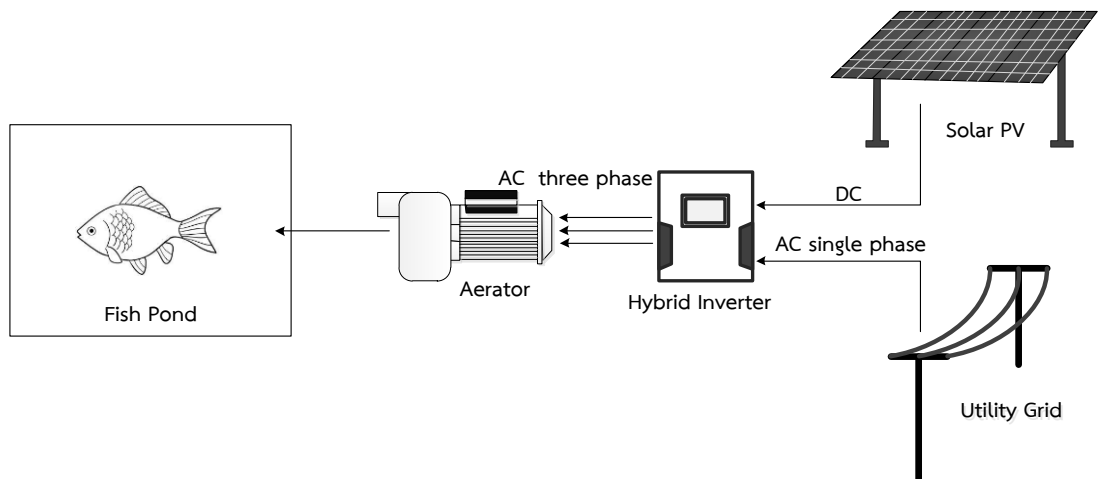 Solar PV
AC three phase
DC
AC single phase
Aerator
Hybrid Inverter
Fish Pond
Utility Grid